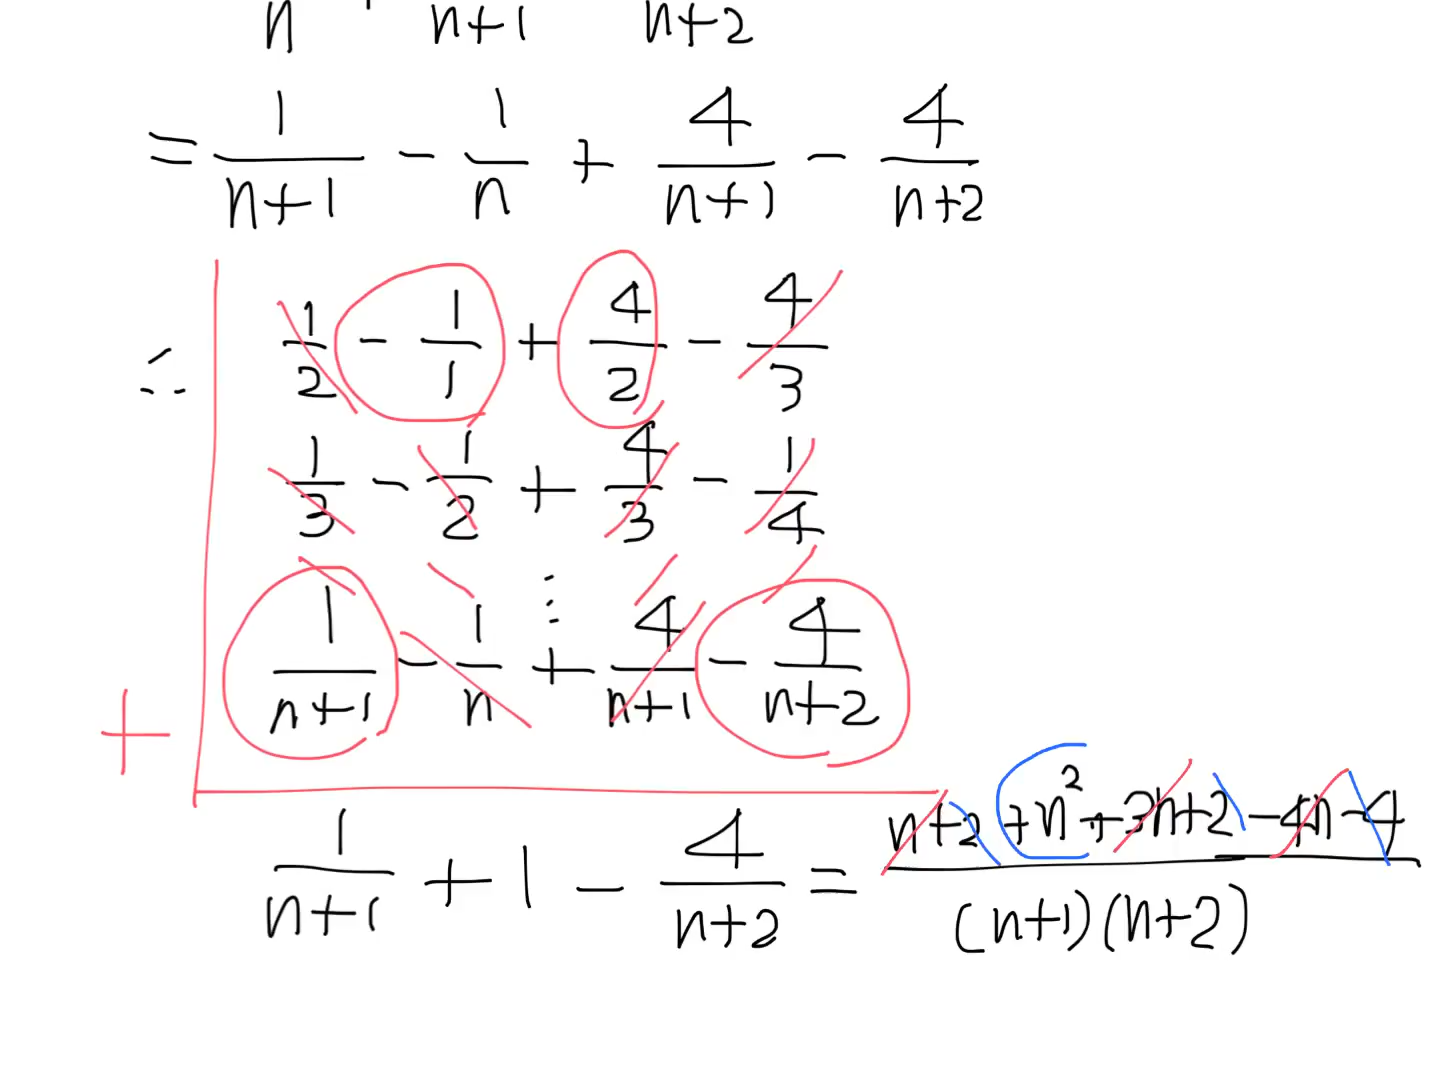 n n+1 n+2
= 1/(n+1) - 1/n + 4/(n+1) - 4/(n+2)
∴ 1/2 - 1/1 + 4/2 - 4/3
1/3 - 1/2 + 4/3 - 1/4
⋮
+ 1/(n+1) - 1/n + 4/(n+1) - 4/(n+2)
1/(n+1) + 1 - 4/(n+2) = (n+2+n²+3n+2-4n-4)/((n+1)(n+2))